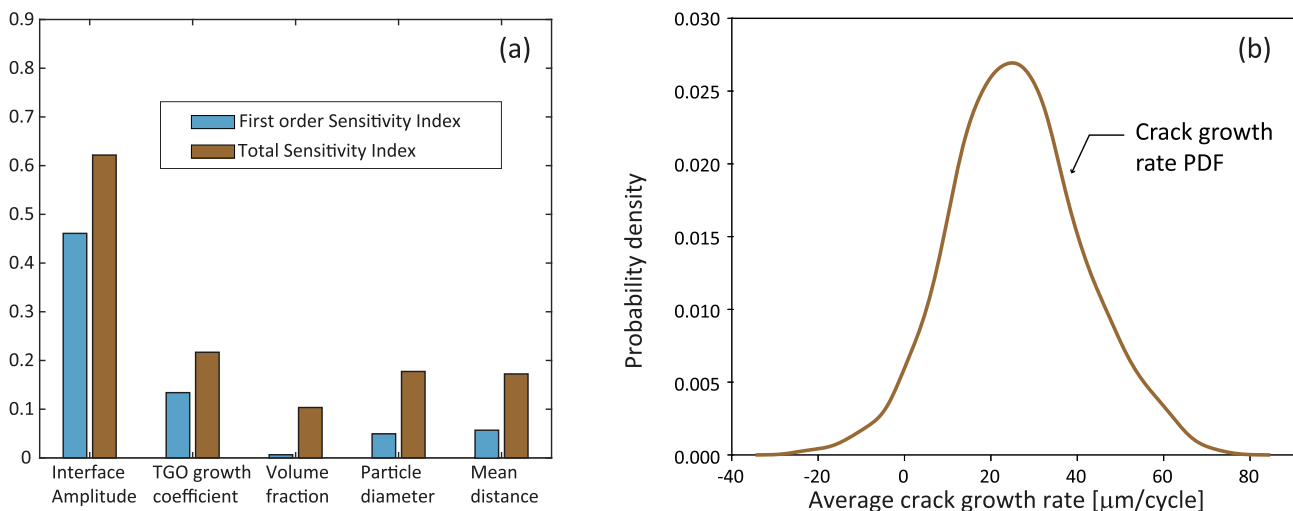 (a)
0.9
0.8
0.7
0.6
0.5
0.4
0.3
0.2
0.1
0
First order Sensitivity Index
Total Sensitivity Index
Interface
Amplitude
TGO growth
coefficient
Volume
fraction
Particle
diameter
Mean
distance
(b)
0.030
0.025
0.020
0.015
0.010
0.005
0.000
Probability density
Crack growth
rate PDF
-40
-20
0
20
40
60
80
Average crack growth rate [μm/cycle]